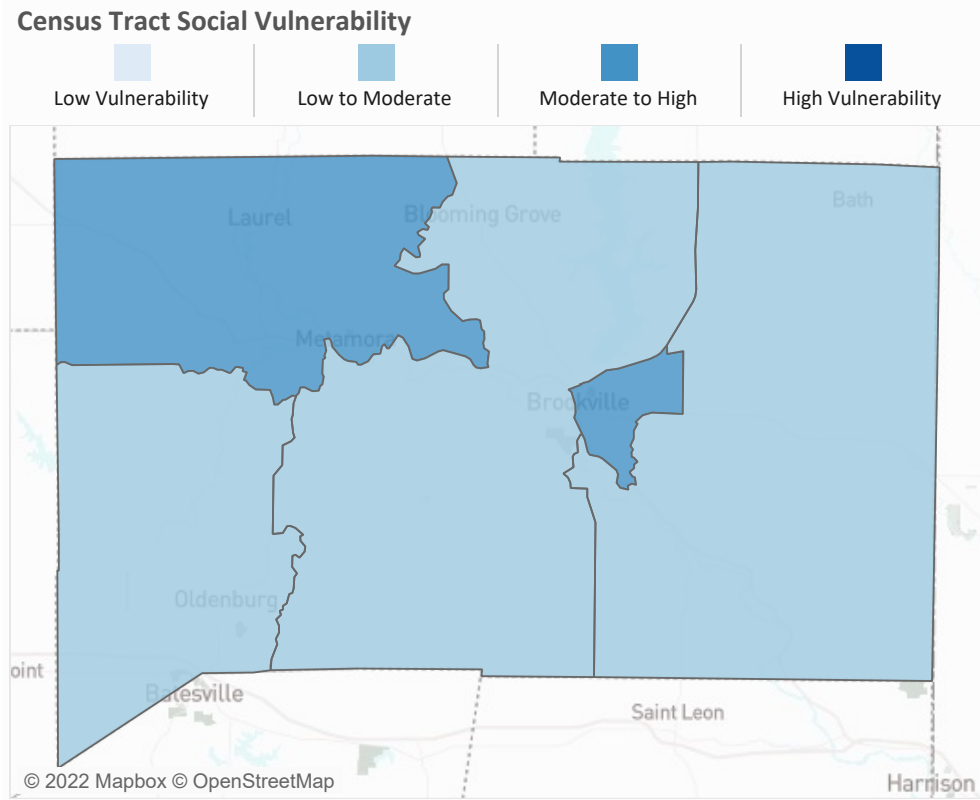 Census Tract Social Vulnerability
Low Vulnerability
Low to Moderate
Moderate to High
High Vulnerability
Bath
Laurel
Blooming Grove
Metamora
Brookville
Oldenburg
oint
Batesville
Saint Leon
© 2022 Mapbox © OpenStreetMap
Harrison